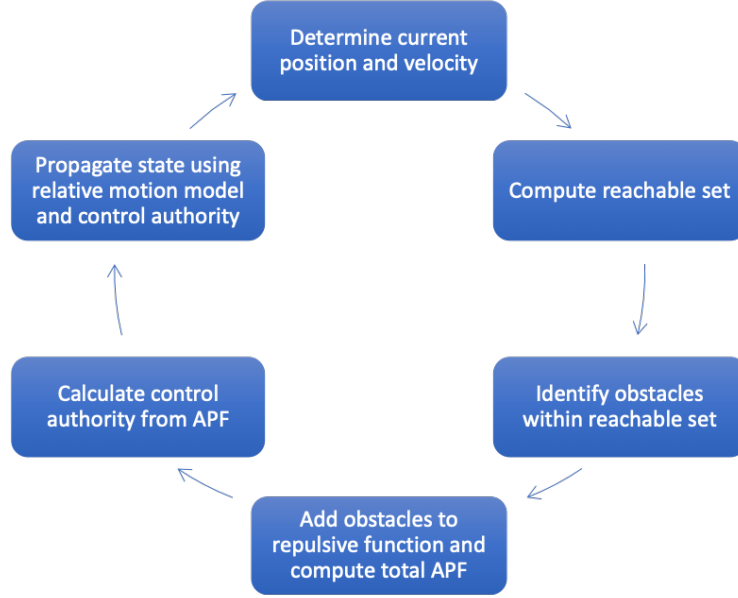 Determine current
position and velocity
Compute reachable set
Identify obstacles
within reachable set
Add obstacles to
repulsive function and
compute total APF
Calculate control
authority from APF
Propagate state using
relative motion model
and control authority